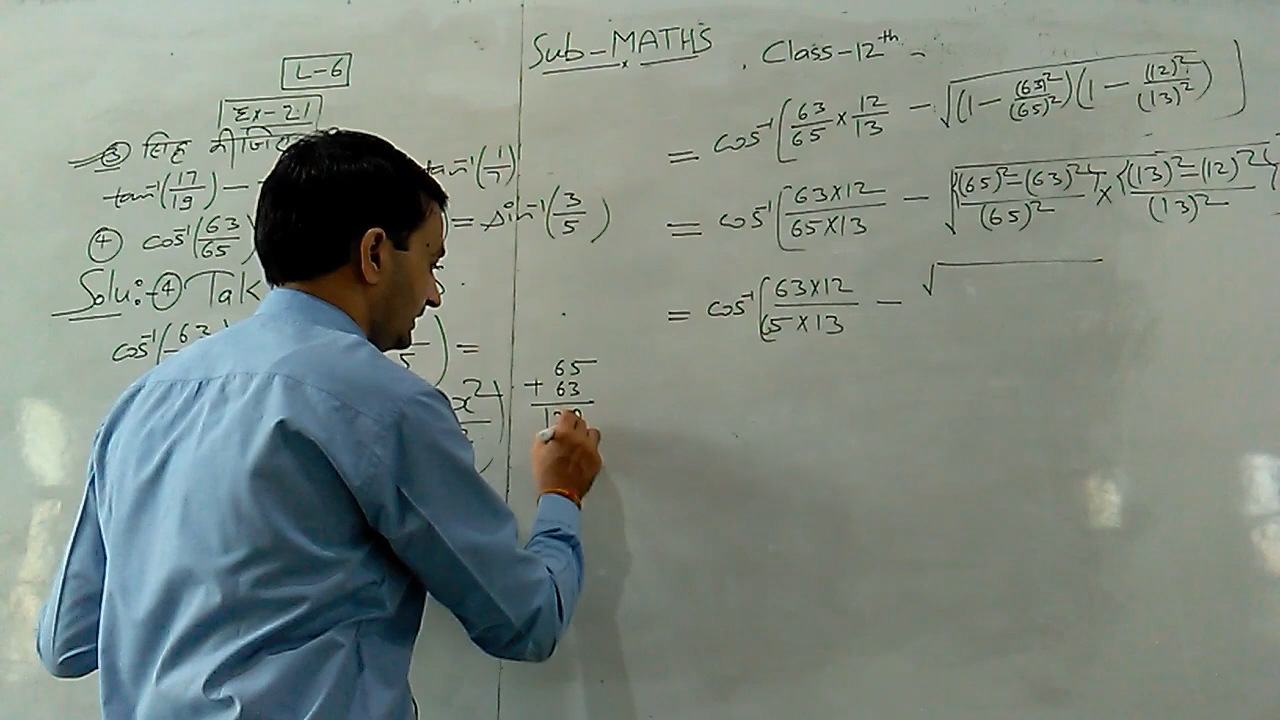 Sub-MATHS, Class-12th -
L-6
Ex-2.1
③ सिद्ध कीजिए
tan⁻¹(17/19) - tan⁻¹(1/7)
④ cos⁻¹(63/65) = sin⁻¹(3/5)
Solu:-④ Tak
cos⁻¹(63 5) =
x²)
65
+ 63
= cos⁻¹[63/65 × 12/13 - √(1 - (63)²/(65)²)(1 - (12)²/(13)²)]
= cos⁻¹[63×12/65×13 - √{(65)²-(63)²}/(65)² × {(13)²-(12)²}/(13)²
= cos⁻¹[63×12/65×13 - √